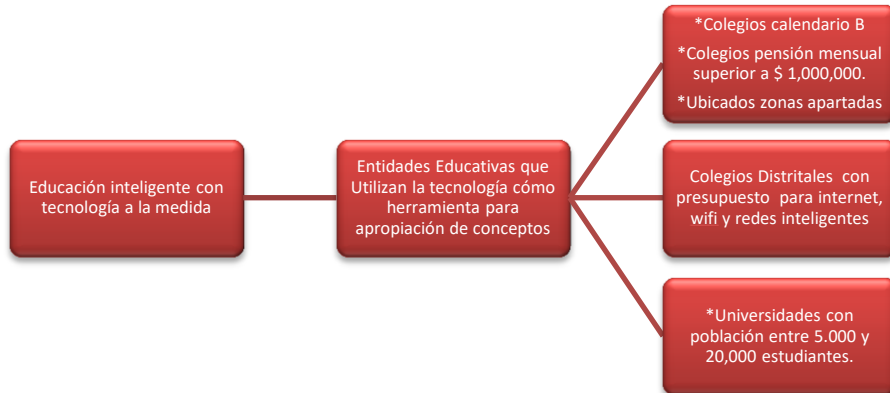 Educación inteligente con
tecnología a la medida
Entidades Educativas que
Utilizan la tecnología cómo
herramienta para
apropiación de conceptos
*Colegios calendario B
*Colegios pensión mensual
superior a $ 1,000,000.
*Ubicados zonas apartadas
Colegios Distritales con
presupuesto para internet,
wifi y redes inteligentes
*Universidades con
población entre 5.000 y
20,000 estudiantes.